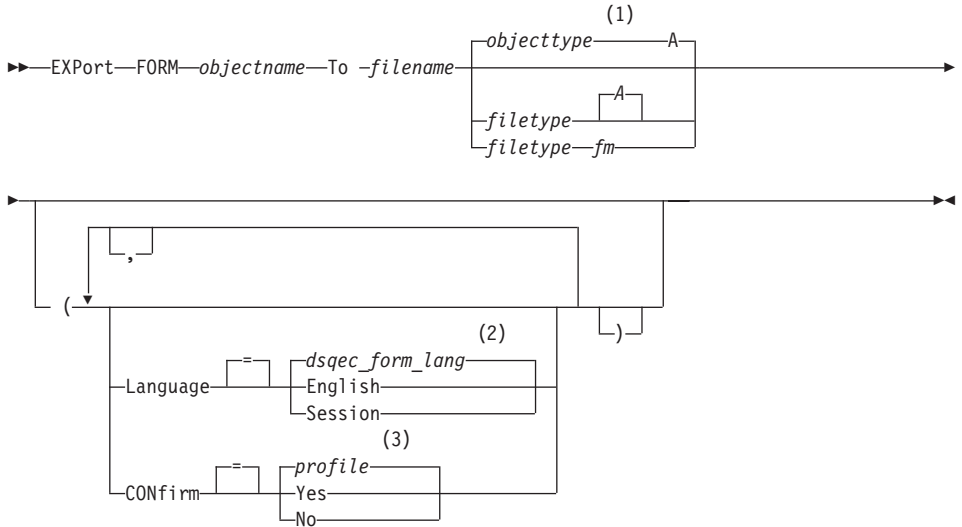 (1)
objecttype A
►►—EXPort—FORM—objectname—To—filename
A
filetype
filetype—fm
,
(
)
(2)
Language = dsqec_form_lang
English
Session
(3)
CONfirm = profile
Yes
No